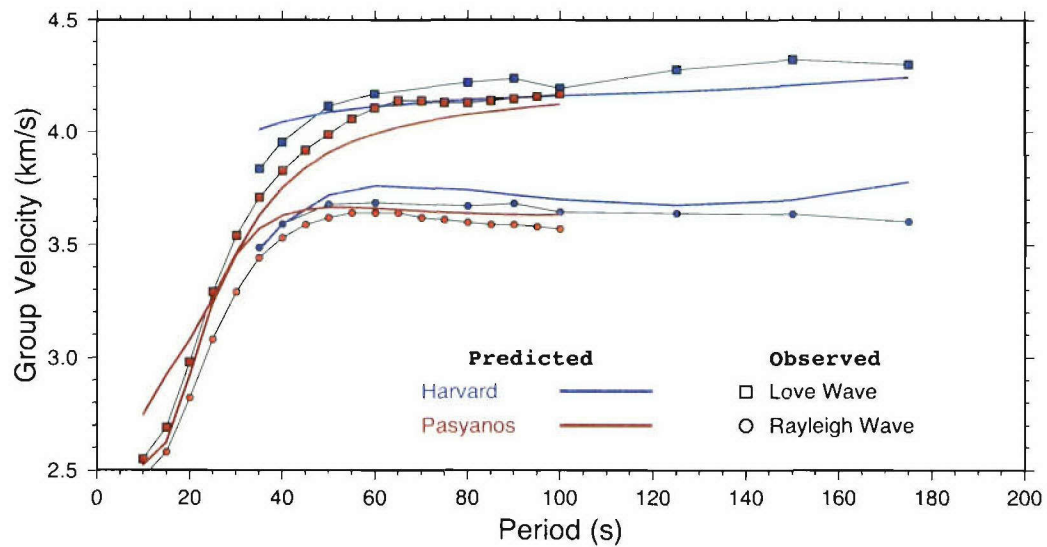 4.5
4.0
3.5
3.0
2.5
Group Velocity (km/s)
Predicted Observed
Harvard Love Wave
Pasyanos Rayleigh Wave
0 20 40 60 80 100 120 140 160 180 200
Period (s)